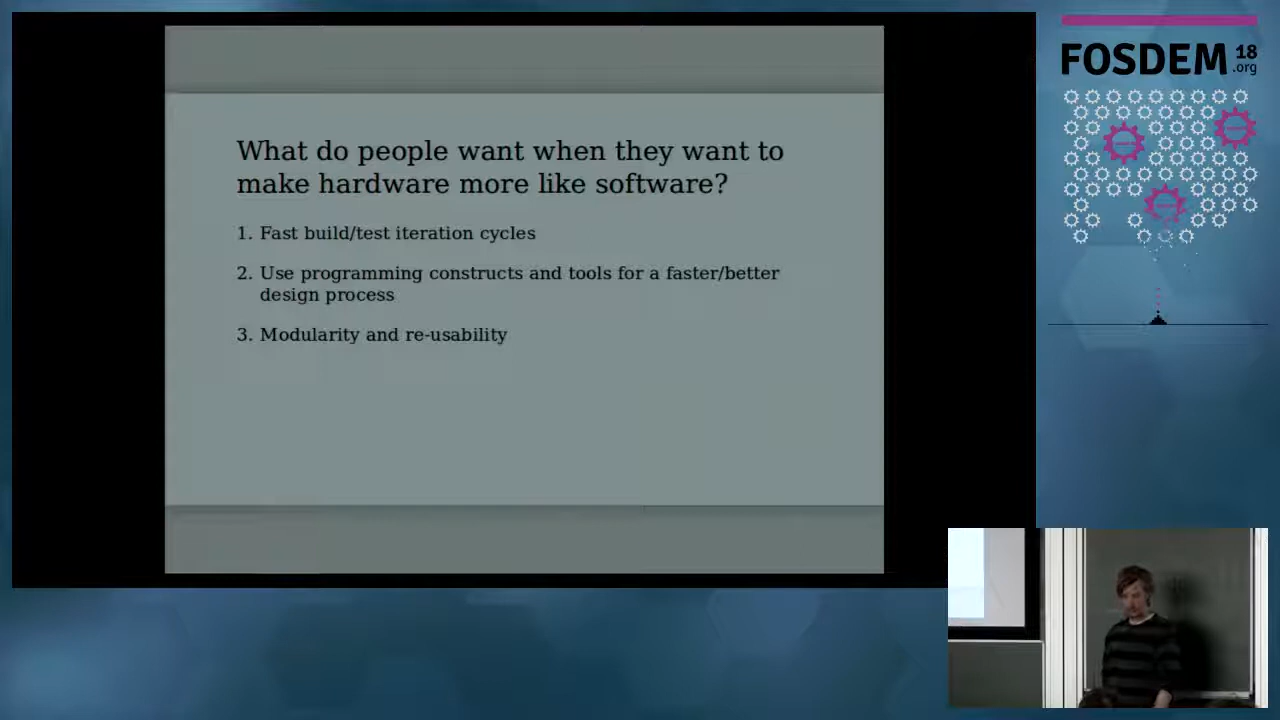 What do people want when they want to
make hardware more like software?
1. Fast build/test iteration cycles
2. Use programming constructs and tools for a faster/better
design process
3. Modularity and re-usability
FOSDEM 18
.org